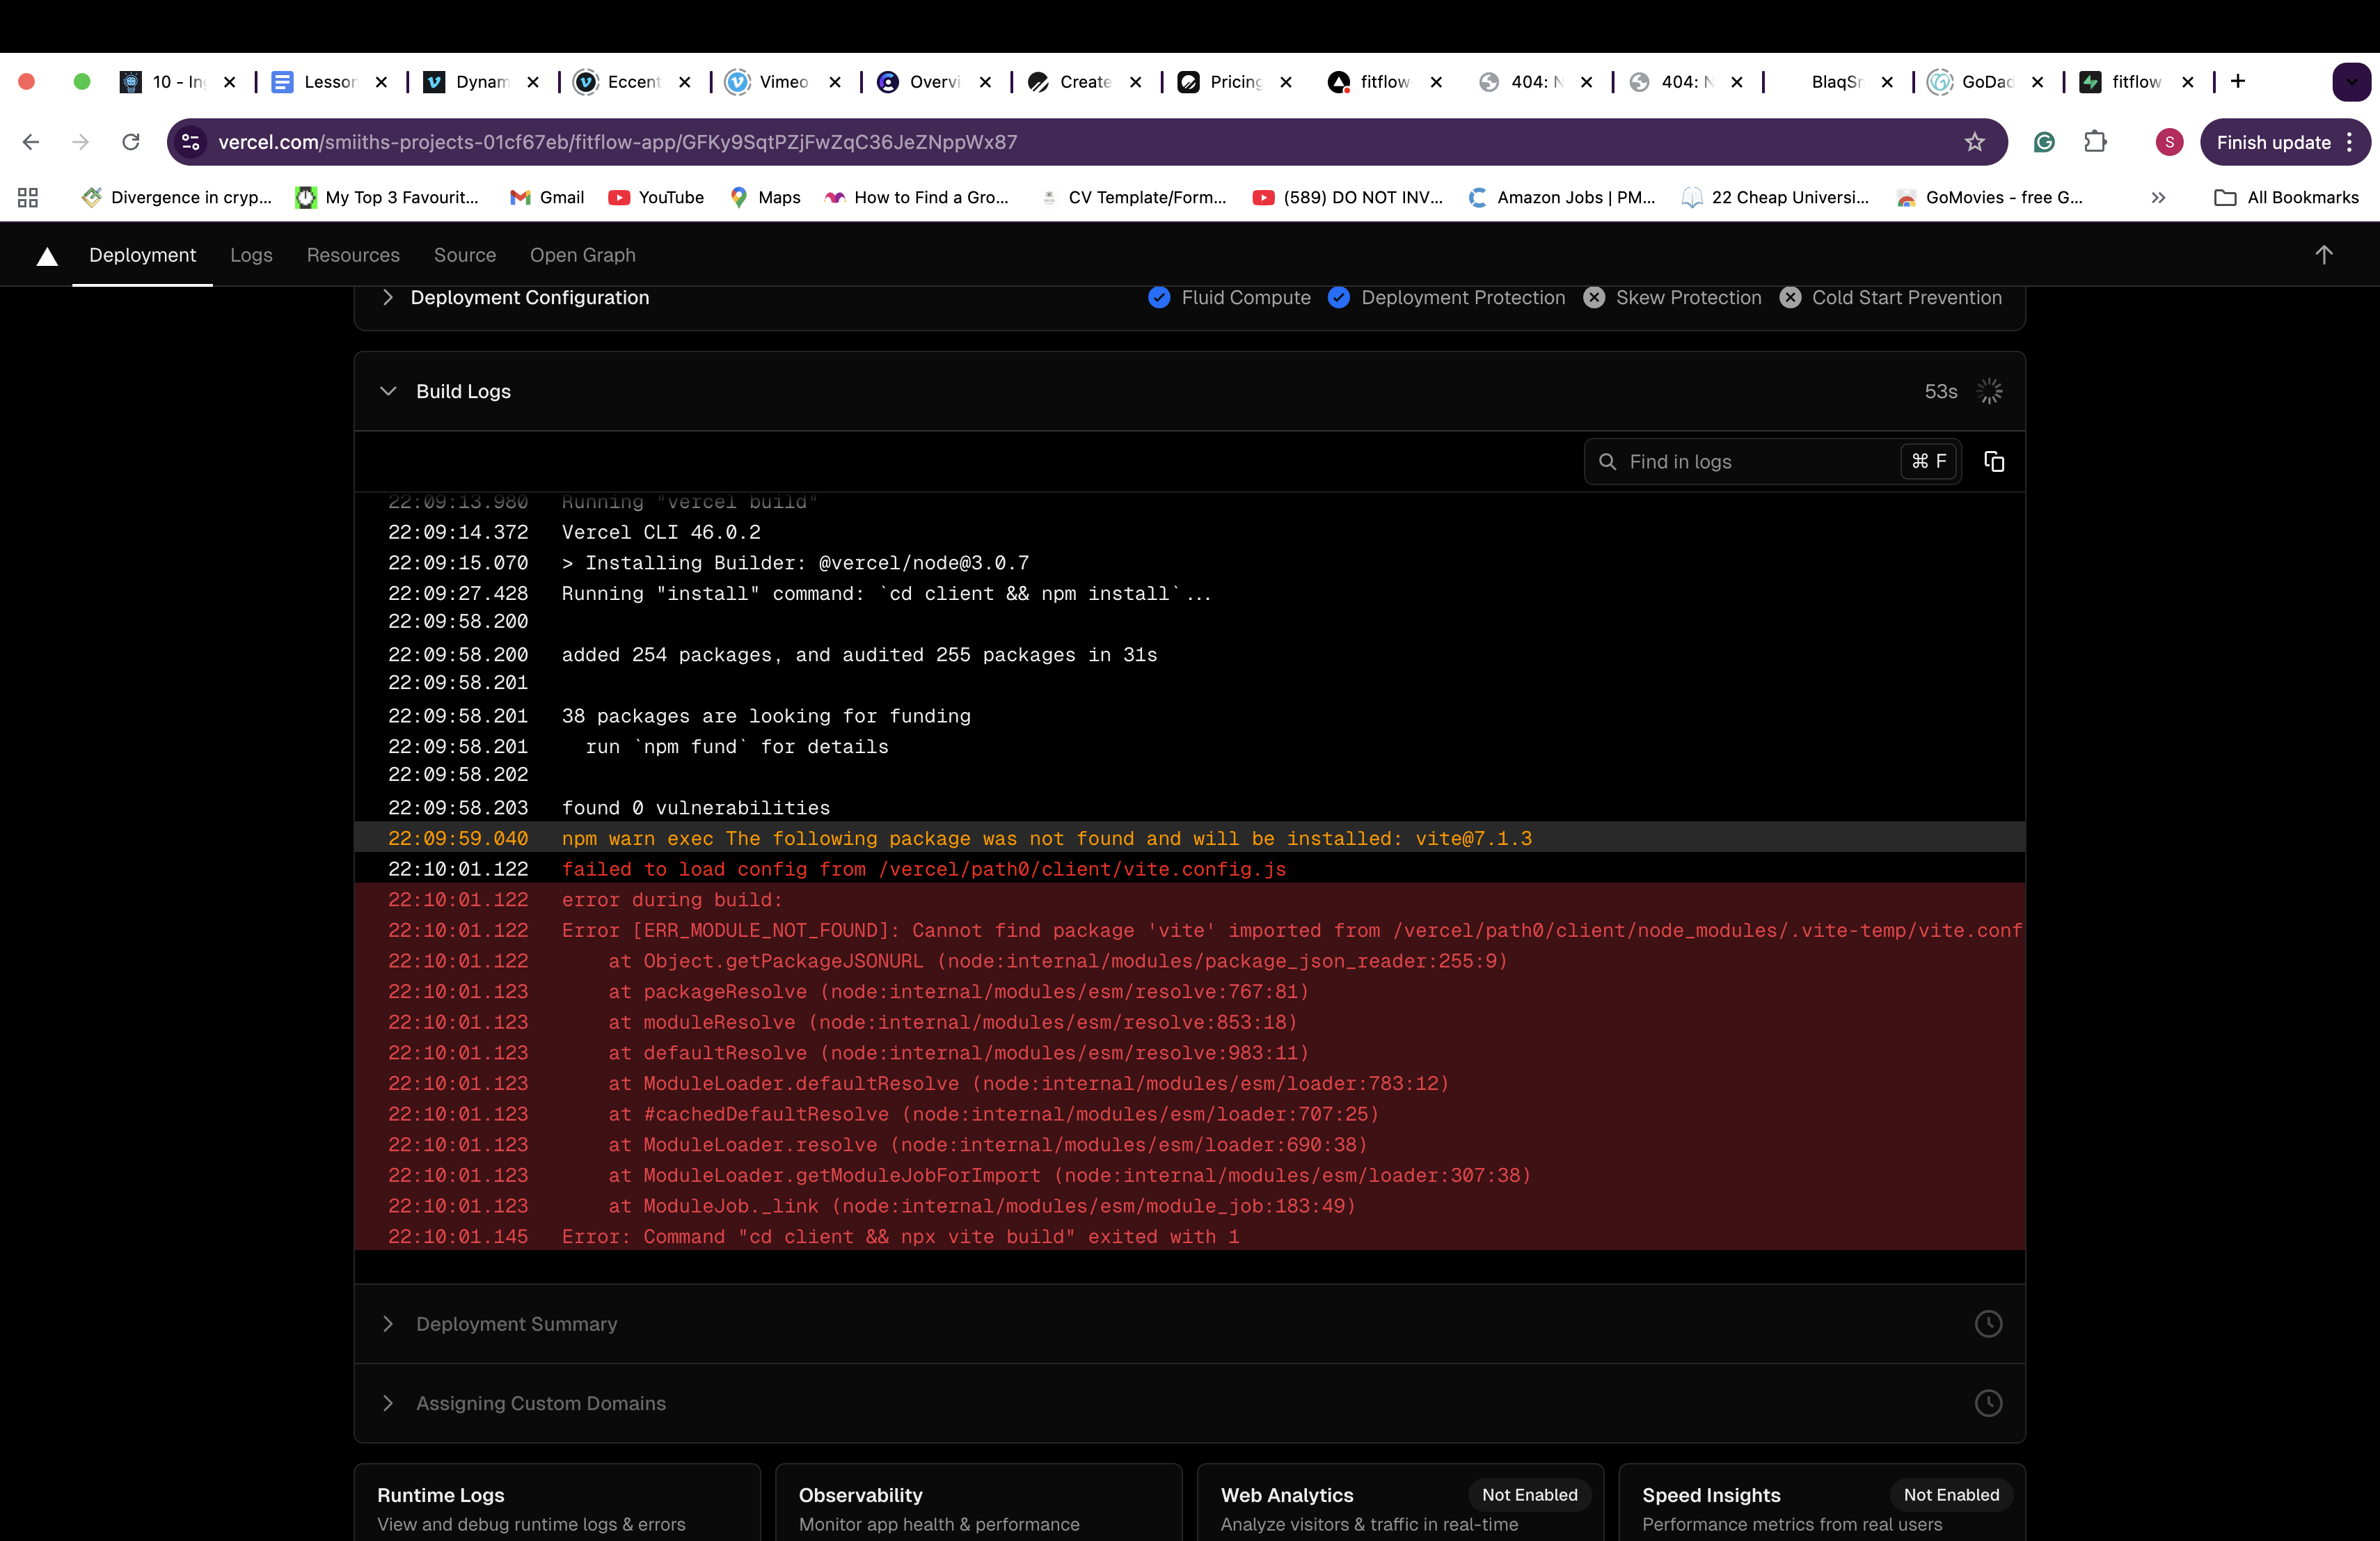 10 - In
Lesson
Dynam
Eccent
Vimeo
Overvi
Create
Pricing
fitflow
404: N
404: N
BlaqSr
GoDad
fitflow
vercel.com/smiiths-projects-01cf67eb/fitflow-app/GFKy9SqtPZjFwZqC36JeZNppWx87
S
Finish update
Divergence in cryp...
My Top 3 Favourit...
Gmail
YouTube
Maps
How to Find a Gro...
CV Template/Form...
(589) DO NOT INV...
Amazon Jobs | PM...
22 Cheap Universi...
GoMovies - free G...
All Bookmarks
Deployment
Logs
Resources
Source
Open Graph
Deployment Configuration
Fluid Compute
Deployment Protection
Skew Protection
Cold Start Prevention
Build Logs
53s
Find in logs
⌘ F
22:09:13.980 Running "vercel build"
22:09:14.372 Vercel CLI 46.0.2
22:09:15.070 > Installing Builder: @vercel/node@3.0.7
22:09:27.428 Running "install" command: `cd client && npm install`...
22:09:58.200
22:09:58.200 added 254 packages, and audited 255 packages in 31s
22:09:58.201
22:09:58.201 38 packages are looking for funding
22:09:58.201 run `npm fund` for details
22:09:58.202
22:09:58.203 found 0 vulnerabilities
22:09:59.040 npm warn exec The following package was not found and will be installed: vite@7.1.3
22:10:01.122 failed to load config from /vercel/path0/client/vite.config.js
22:10:01.122 error during build:
22:10:01.122 Error [ERR_MODULE_NOT_FOUND]: Cannot find package 'vite' imported from /vercel/path0/client/node_modules/.vite-temp/vite.conf
22:10:01.122 at Object.getPackageJSONURL (node:internal/modules/package_json_reader:255:9)
22:10:01.123 at packageResolve (node:internal/modules/esm/resolve:767:81)
22:10:01.123 at moduleResolve (node:internal/modules/esm/resolve:853:18)
22:10:01.123 at defaultResolve (node:internal/modules/esm/resolve:983:11)
22:10:01.123 at ModuleLoader.defaultResolve (node:internal/modules/esm/loader:783:12)
22:10:01.123 at #cachedDefaultResolve (node:internal/modules/esm/loader:707:25)
22:10:01.123 at ModuleLoader.resolve (node:internal/modules/esm/loader:690:38)
22:10:01.123 at ModuleLoader.getModuleJobForImport (node:internal/modules/esm/loader:307:38)
22:10:01.123 at ModuleJob._link (node:internal/modules/esm/module_job:183:49)
22:10:01.145 Error: Command "cd client && npx vite build" exited with 1
Deployment Summary
Assigning Custom Domains
Runtime Logs
View and debug runtime logs & errors
Observability
Monitor app health & performance
Web Analytics
Not Enabled
Analyze visitors & traffic in real-time
Speed Insights
Not Enabled
Performance metrics from real users